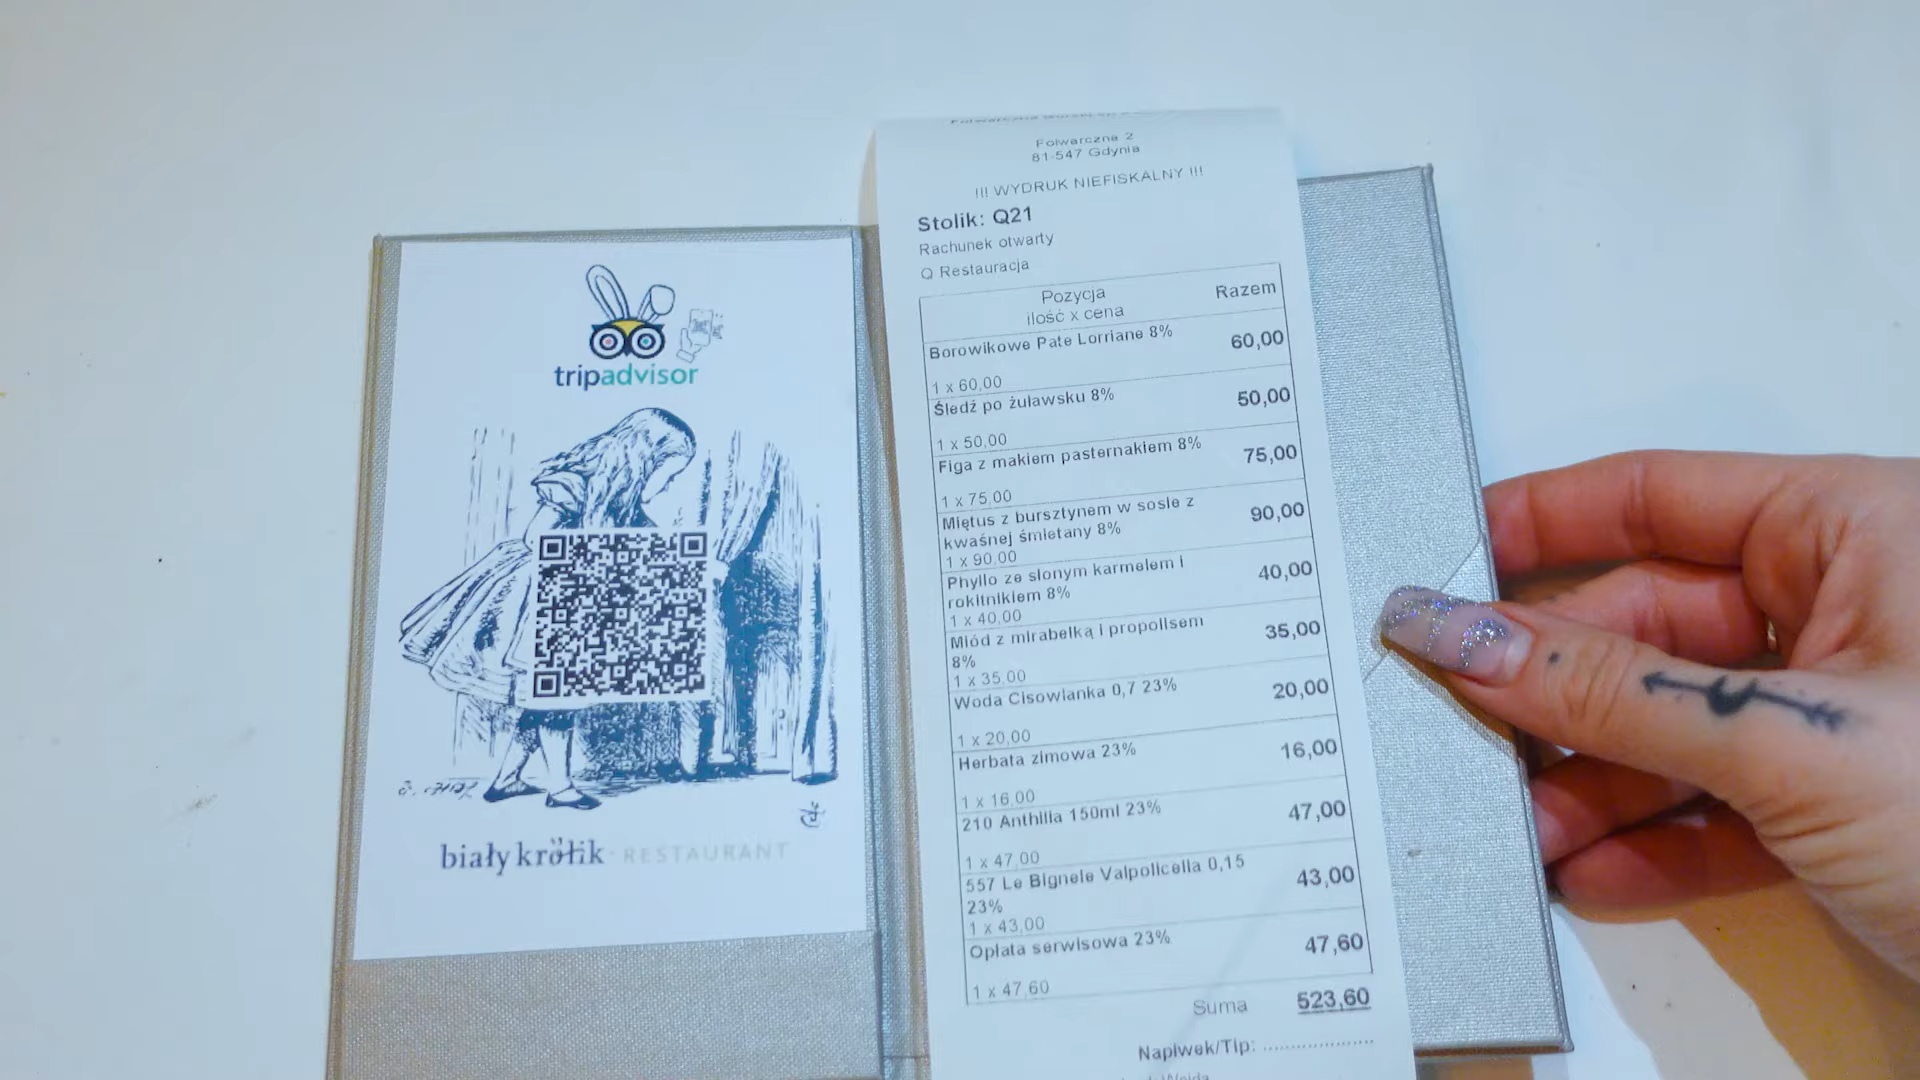 tripadvisor
biały królik RESTAURANT
Folwarczna 2
81-547 Gdynia
!!! WYDRUK NIEFISKALNY !!!
Stolik: Q21
Rachunek otwarty
Q Restauracja
Pozycja Razem
ilość x cena
Borowikowe Pate Lorriane 8% 60,00
1 x 60,00
Śledź po żuławsku 8% 50,00
1 x 50,00
Figa z makiem pasternakiem 8% 75,00
1 x 75,00
Miętus z bursztynem w sosie z 90,00
kwaśnej śmietany 8%
1 x 90,00
Phyllo ze słonym karmelem i 40,00
rokitnikiem 8%
1 x 40,00
Miód z mirabelką i propolisem 35,00
8%
1 x 35,00
Woda Cisowianka 0,7 23% 20,00
1 x 20,00
Herbata zimowa 23% 16,00
1 x 16,00
210 Anthilia 150ml 23% 47,00
1 x 47,00
557 Le Bignele Valpolicella 0,15 43,00
23%
1 x 43,00
Opłata serwisowa 23% 47,60
1 x 47,60
Suma 523,60
Napiwek/Tip: .....................